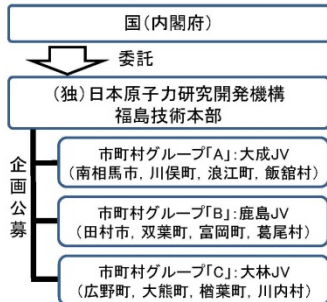 国(内閣府)
委託
(独)日本原子力研究開発機構
福島技術本部
企画公募
市町村グループ「A」:大成JV
(南相馬市,川俣町,浪江町,飯舘村)
市町村グループ「B」:鹿島JV
(田村市,双葉町,富岡町,葛尾村)
市町村グループ「C」:大林JV
(広野町,大熊町,楢葉町,川内村)